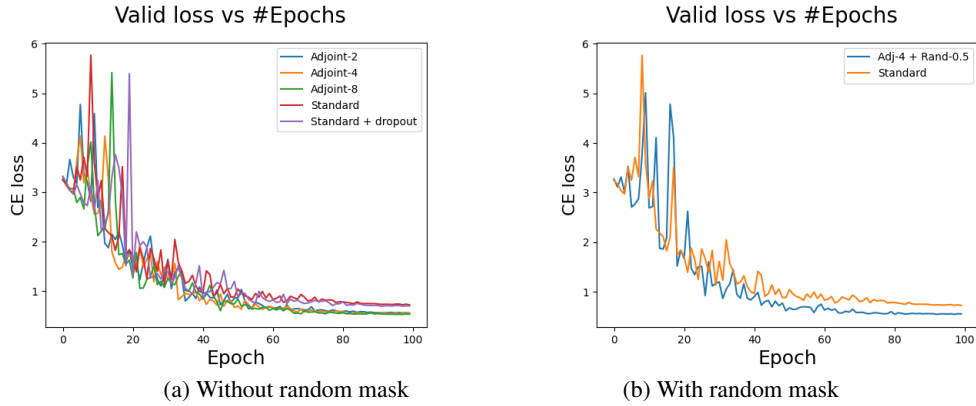 Valid loss vs #Epochs
6
5
4
3
2
1
CE loss
Adjoint-2
Adjoint-4
Adjoint-8
Standard
Standard + dropout
0 20 40 60 80 100
Epoch
(a) Without random mask
Valid loss vs #Epochs
6
5
4
3
2
1
CE loss
Adj-4 + Rand-0.5
Standard
0 20 40 60 80 100
Epoch
(b) With random mask